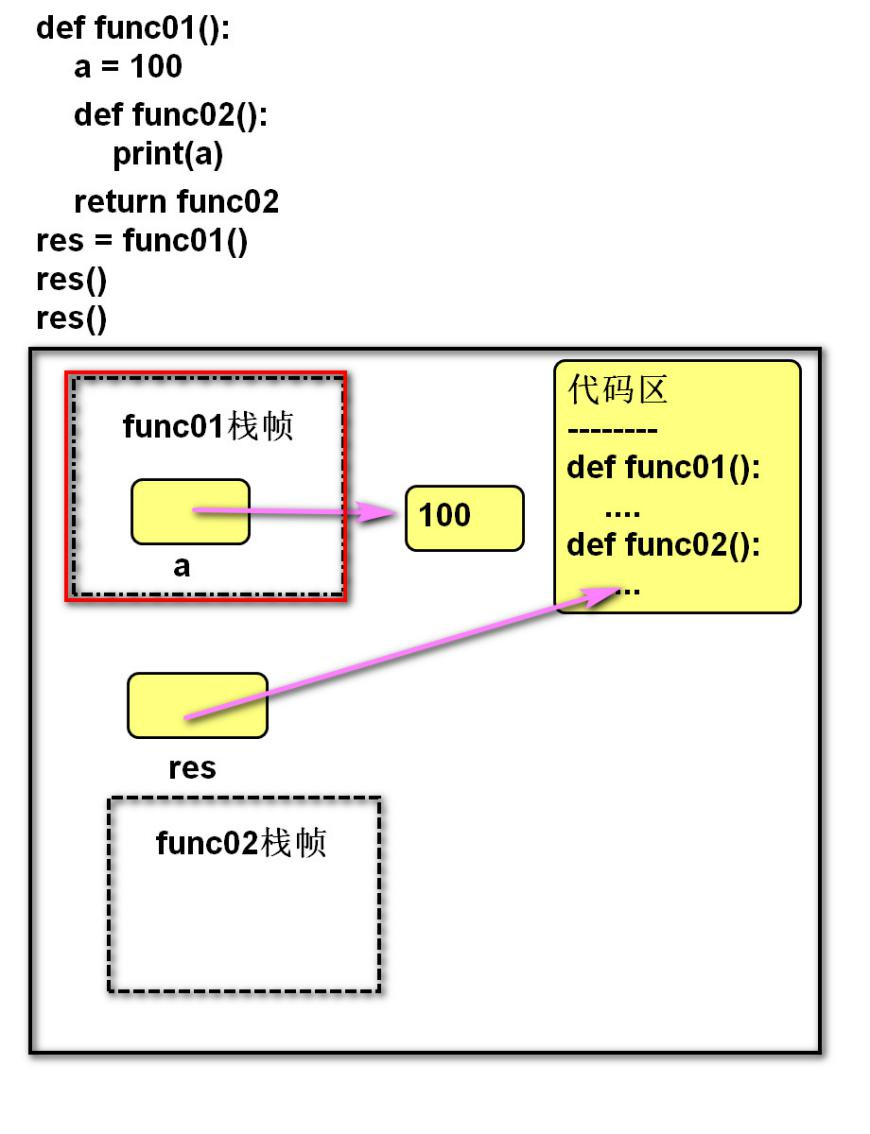 def func01():
a = 100
def func02():
print(a)
return func02
res = func01()
res()
res()
func01栈帧
a
100
代码区
--------
def func01():
....
def func02():
....
res
func02栈帧